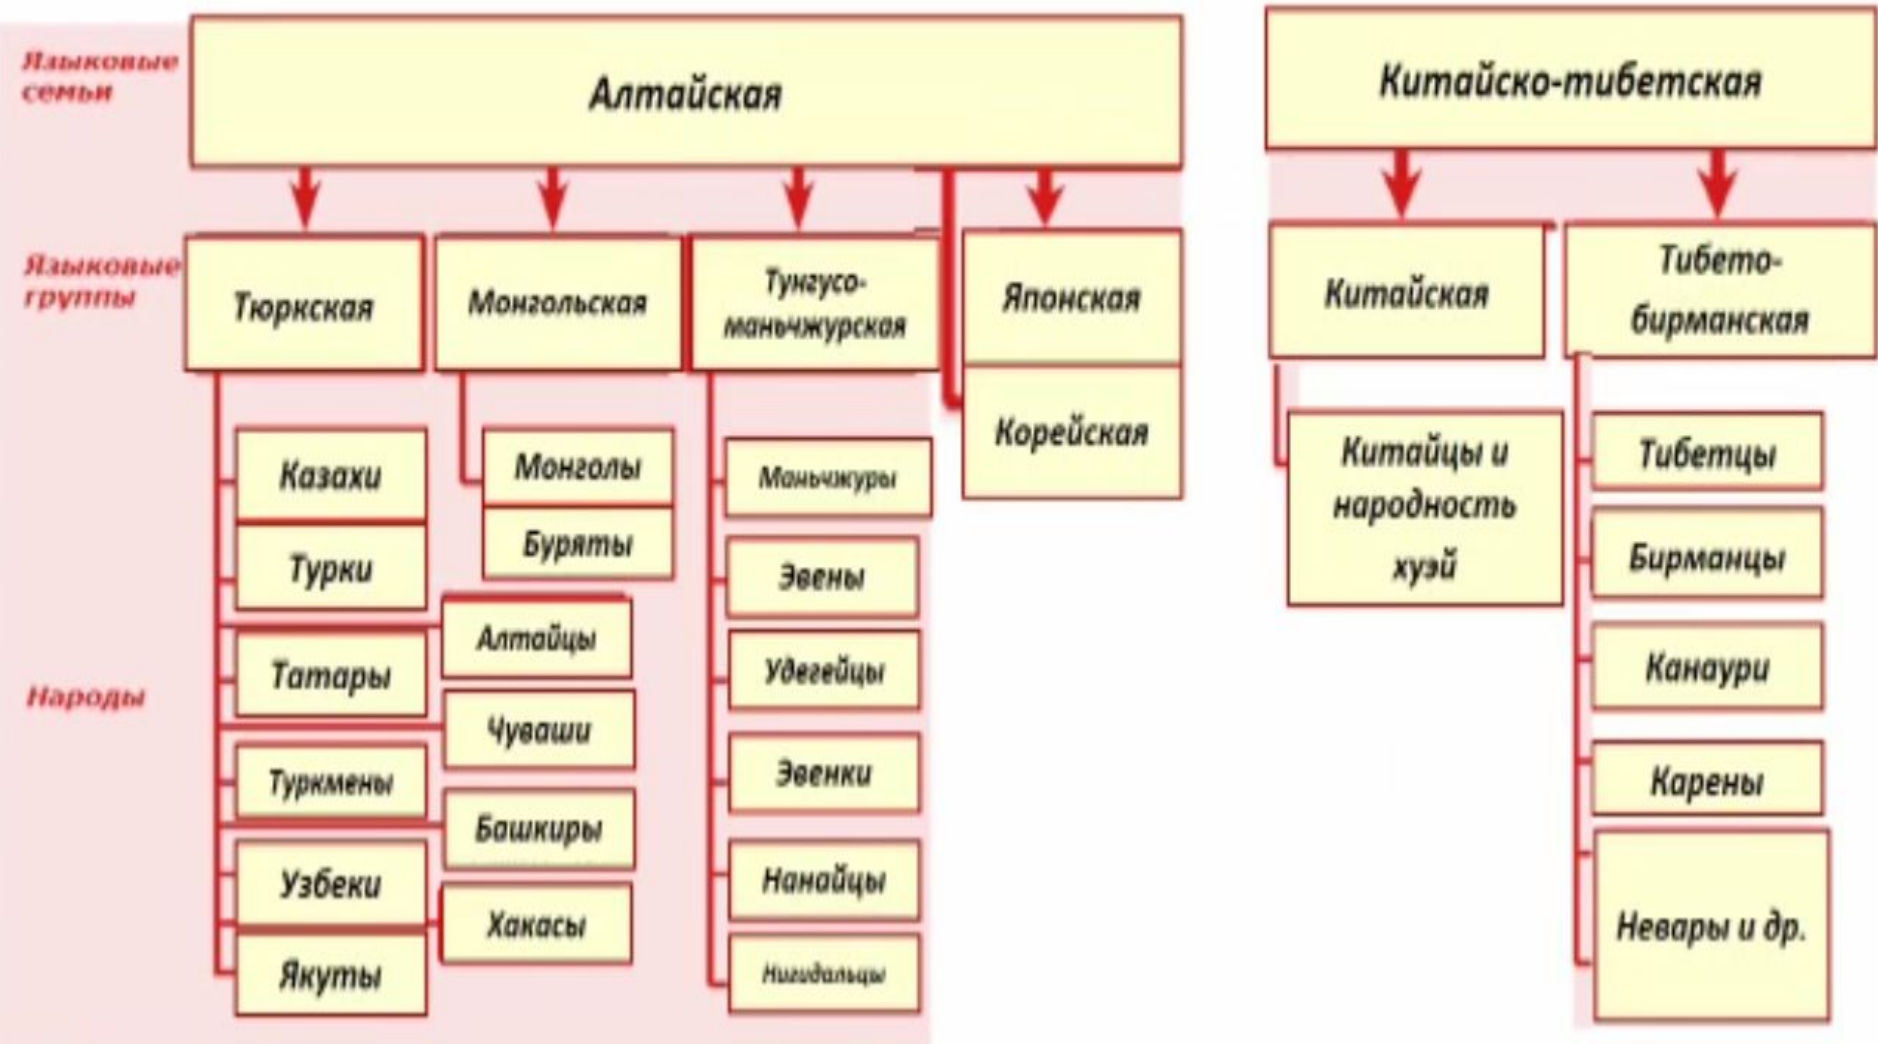 Языковые
семьи
Алтайская
Китайско-тибетская
Языковые
группы
Тюркская
Монгольская
Тунгусо-
маньчжурская
Японская
Корейская
Китайская
Тибето-
бирманская
Народы
Казахи
Турки
Татары
Туркмены
Узбеки
Якуты
Алтайцы
Чуваши
Башкиры
Хакасы
Монголы
Буряты
Маньчжуры
Эвены
Удегейцы
Эвенки
Нанайцы
Нигидальцы
Китайцы и
народность
хуэй
Тибетцы
Бирманцы
Канаури
Карены
Невары и др.